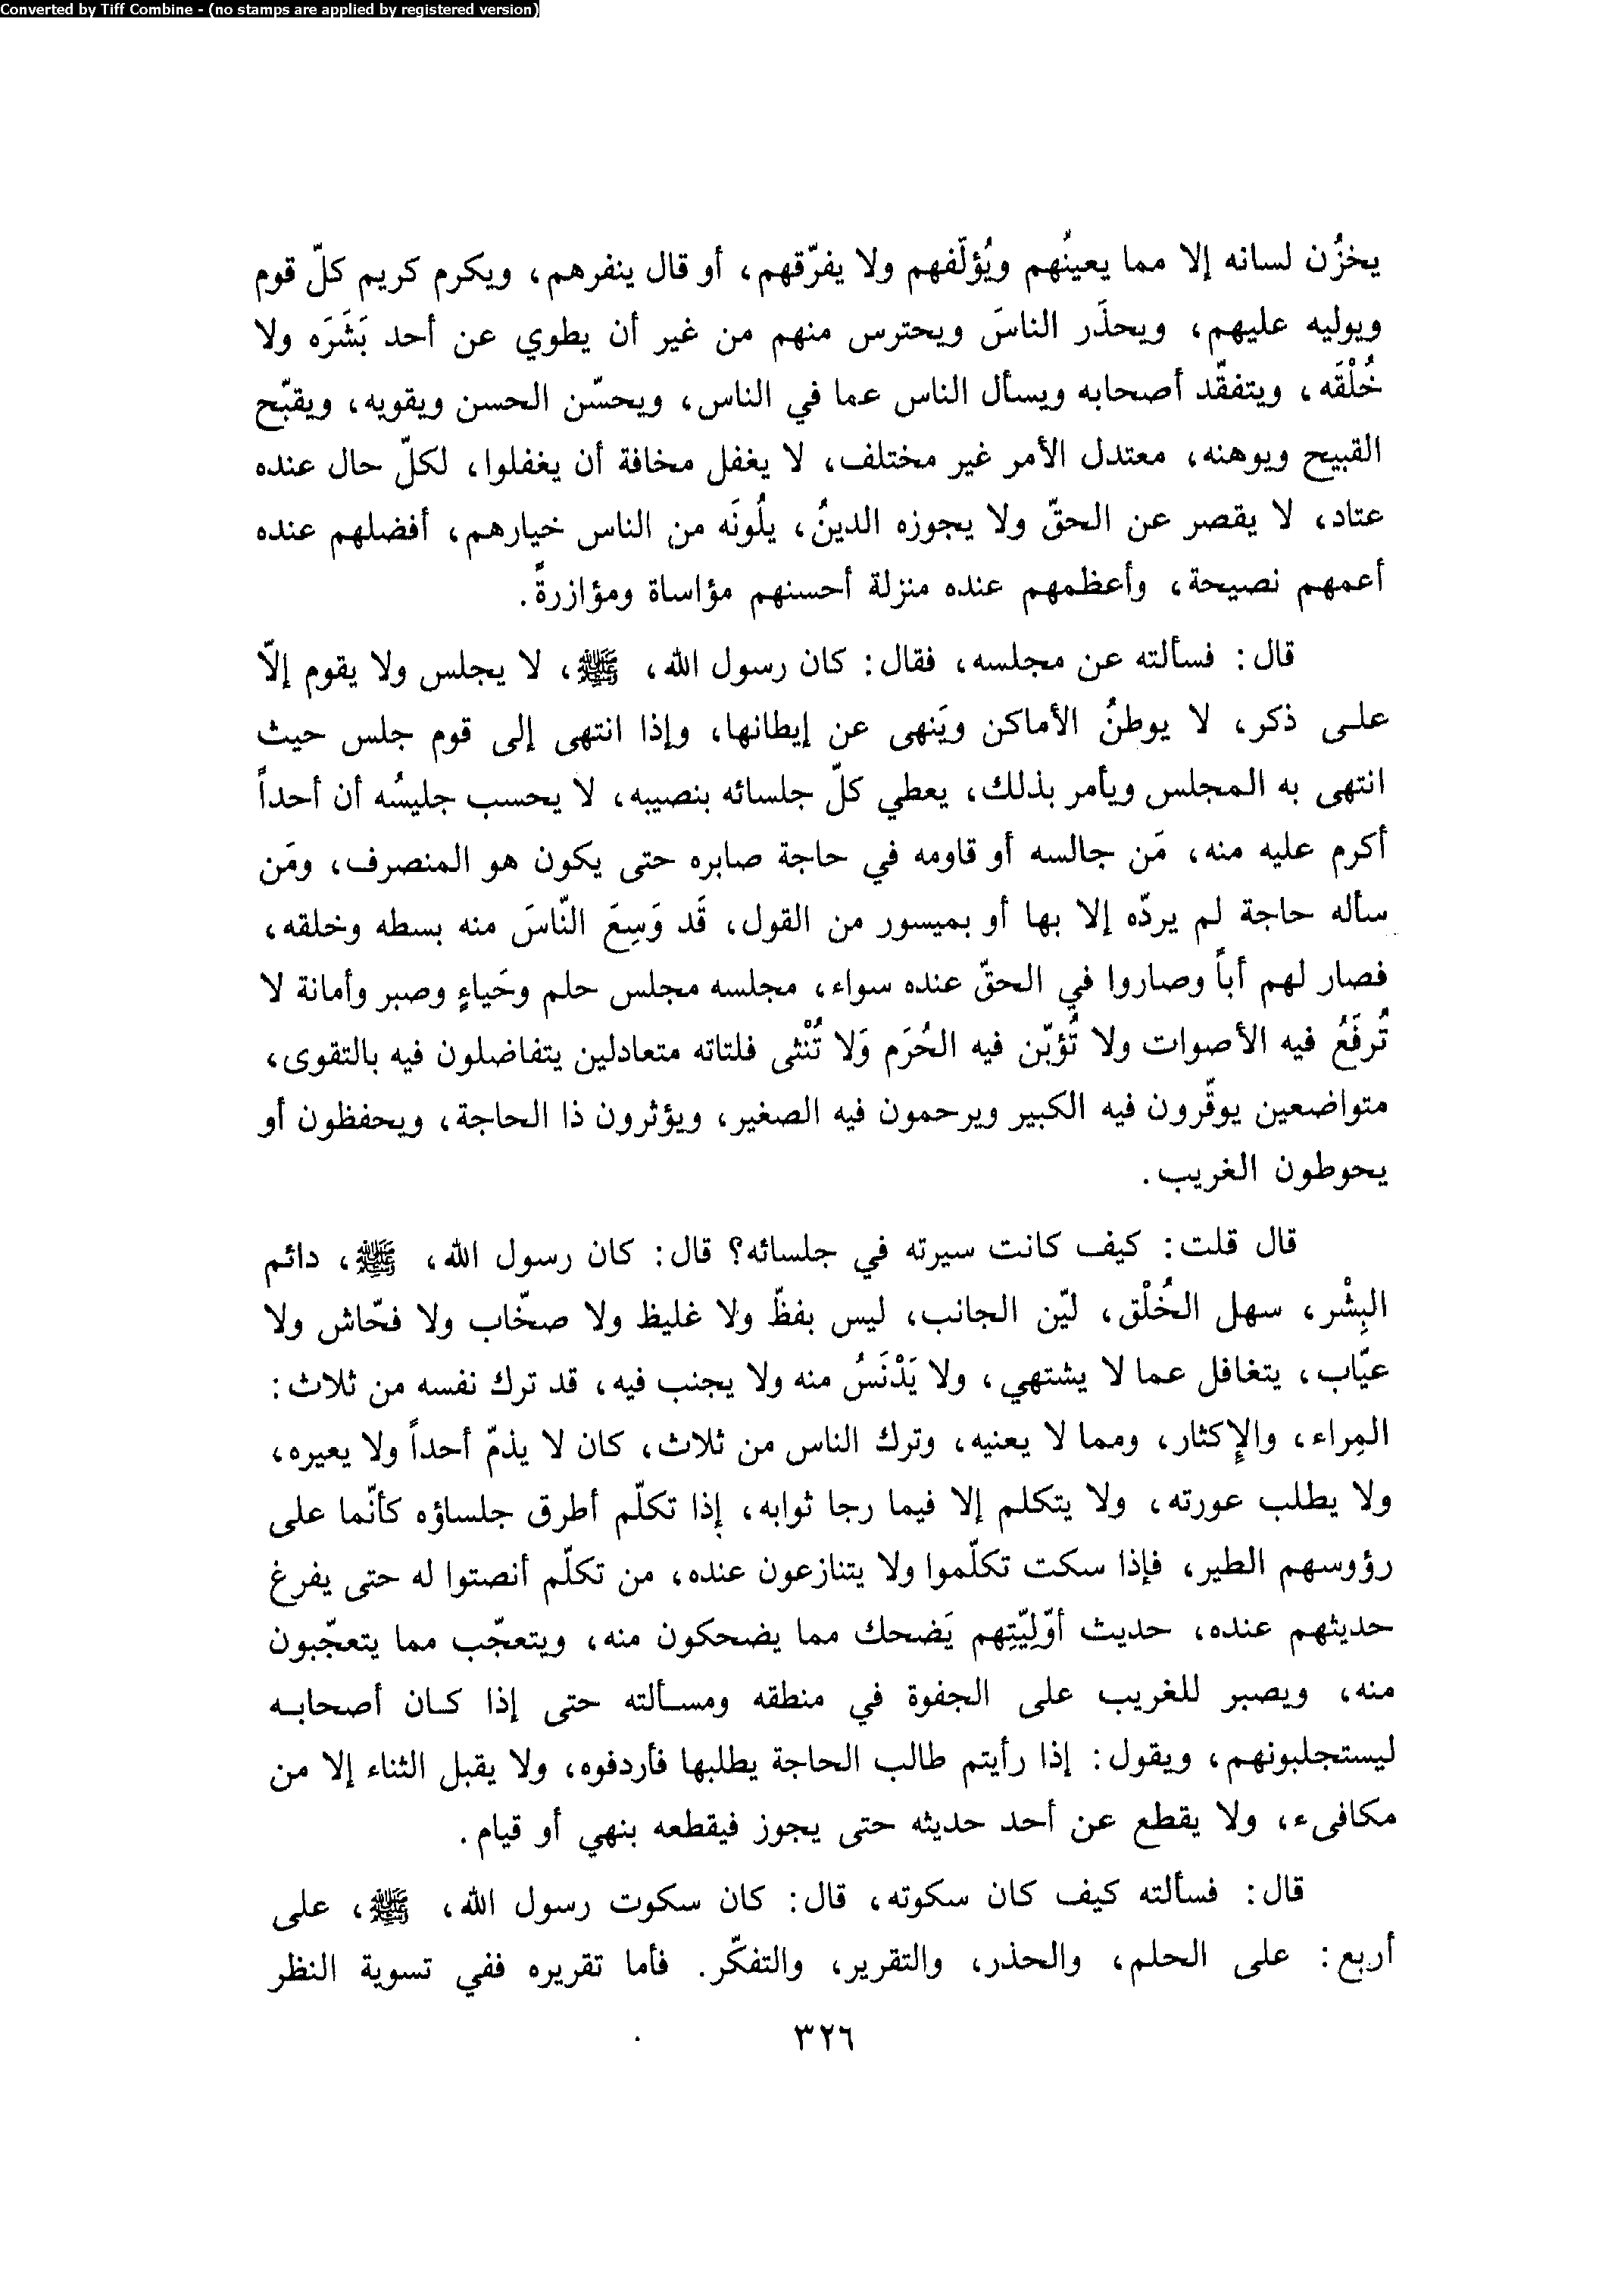 Converted by Tiff Combine - (no stamps are applied by registered version)
يخزُن لسانه إلا مما يعينُهم ويُؤلّفهم ولا يفرّقهم، أو قال ينفرهم، ويكرم كريم كلّ قوم
ويوليه عليهم، ويحذَر الناسَ ويحترس منهم من غير أن يطوي عن أحد بَشَرَه ولا
خُلْقَه، ويتفقّد أصحابه ويسأل الناس عما في الناس، ويحسّن الحسن ويقويه، ويقبّح
القبيح ويوهنه، معتدل الأمر غير مختلف، لا يغفل مخافة أن يغفلوا، لكلّ حال عنده
عتاد، لا يقصر عن الحقّ ولا يجوزه الدينُ، يلُونَه من الناس خيارهم، أفضلهم عنده
أعمهم نصيحة، وأعظمهم عنده منزلة أحسنهم مؤاساة ومؤازرةً.
قال: فسألته عن مجلسه، فقال: كان رسول الله، ﷺ، لا يجلس ولا يقوم إلاّ
على ذكر، لا يوطنُ الأماكن ويَنهى عن إيطانها، وإذا انتهى إلى قوم جلس حيث
انتهى به المجلس ويأمر بذلك، يعطي كلّ جلسائه بنصيبه، لا يحسب جليسُه أن أحداً
أكرم عليه منه، مَن جالسه أو قاومه في حاجة صابره حتى يكون هو المنصرف، ومَن
سأله حاجة لم يردّه إلا بها أو بميسور من القول، قَد وَسِعَ النّاسَ منه بسطه وخلقه،
فصار لهم أباً وصاروا في الحقّ عنده سواء، مجلسه مجلس حلم وحَياءٍ وصبر وأمانة لا
تُرفَعُ فيه الأصوات ولا تُؤبّن فيه الحُرَم وَلا تُنْثى فلتاته متعادلين يتفاضلون فيه بالتقوى،
متواضعين يوقّرون فيه الكبير ويرحمون فيه الصغير، ويؤثرون ذا الحاجة، ويحفظون أو
يحوطون الغريب.
قال قلت: كيف كانت سيرته في جلسائه؟ قال: كان رسول الله، ﷺ، دائم
البِشْر، سهل الخُلْق، ليّن الجانب، ليس بفظّ ولا غليظ ولا صخّاب ولا فحّاش ولا
عيّاب، يتغافل عما لا يشتهي، ولا يَدْنَسُ منه ولا يجنب فيه، قد ترك نفسه من ثلاث:
المِراء، والإكثار، ومما لا يعنيه، وترك الناس من ثلاث، كان لا يذمّ أحداً ولا يعيره،
ولا يطلب عورته، ولا يتكلم إلا فيما رجا ثوابه، إذا تكلّم أطرق جلساؤه كأنّما على
رؤوسهم الطير، فإذا سكت تكلّموا ولا يتنازعون عنده، من تكلّم أنصتوا له حتى يفرغ
حديثهم عنده، حديث أوّلِيّتِهم يَضحك مما يضحكون منه، ويتعجّب مما يتعجّبون
منه، ويصبر للغريب على الجفوة في منطقه ومسألته حتى إذا كان أصحابه
ليستجلبونهم، ويقول: إذا رأيتم طالب الحاجة يطلبها فأردفوه، ولا يقبل الثناء إلا من
مكافىء، ولا يقطع عن أحد حديثه حتى يجوز فيقطعه بنهي أو قيام.
قال: فسألته كيف كان سكوته، قال: كان سكوت رسول الله، ﷺ، على
أربع: على الحلم، والحذر، والتقرير، والتفكّر. فأما تقريره ففي تسوية النظر
٣٢٦